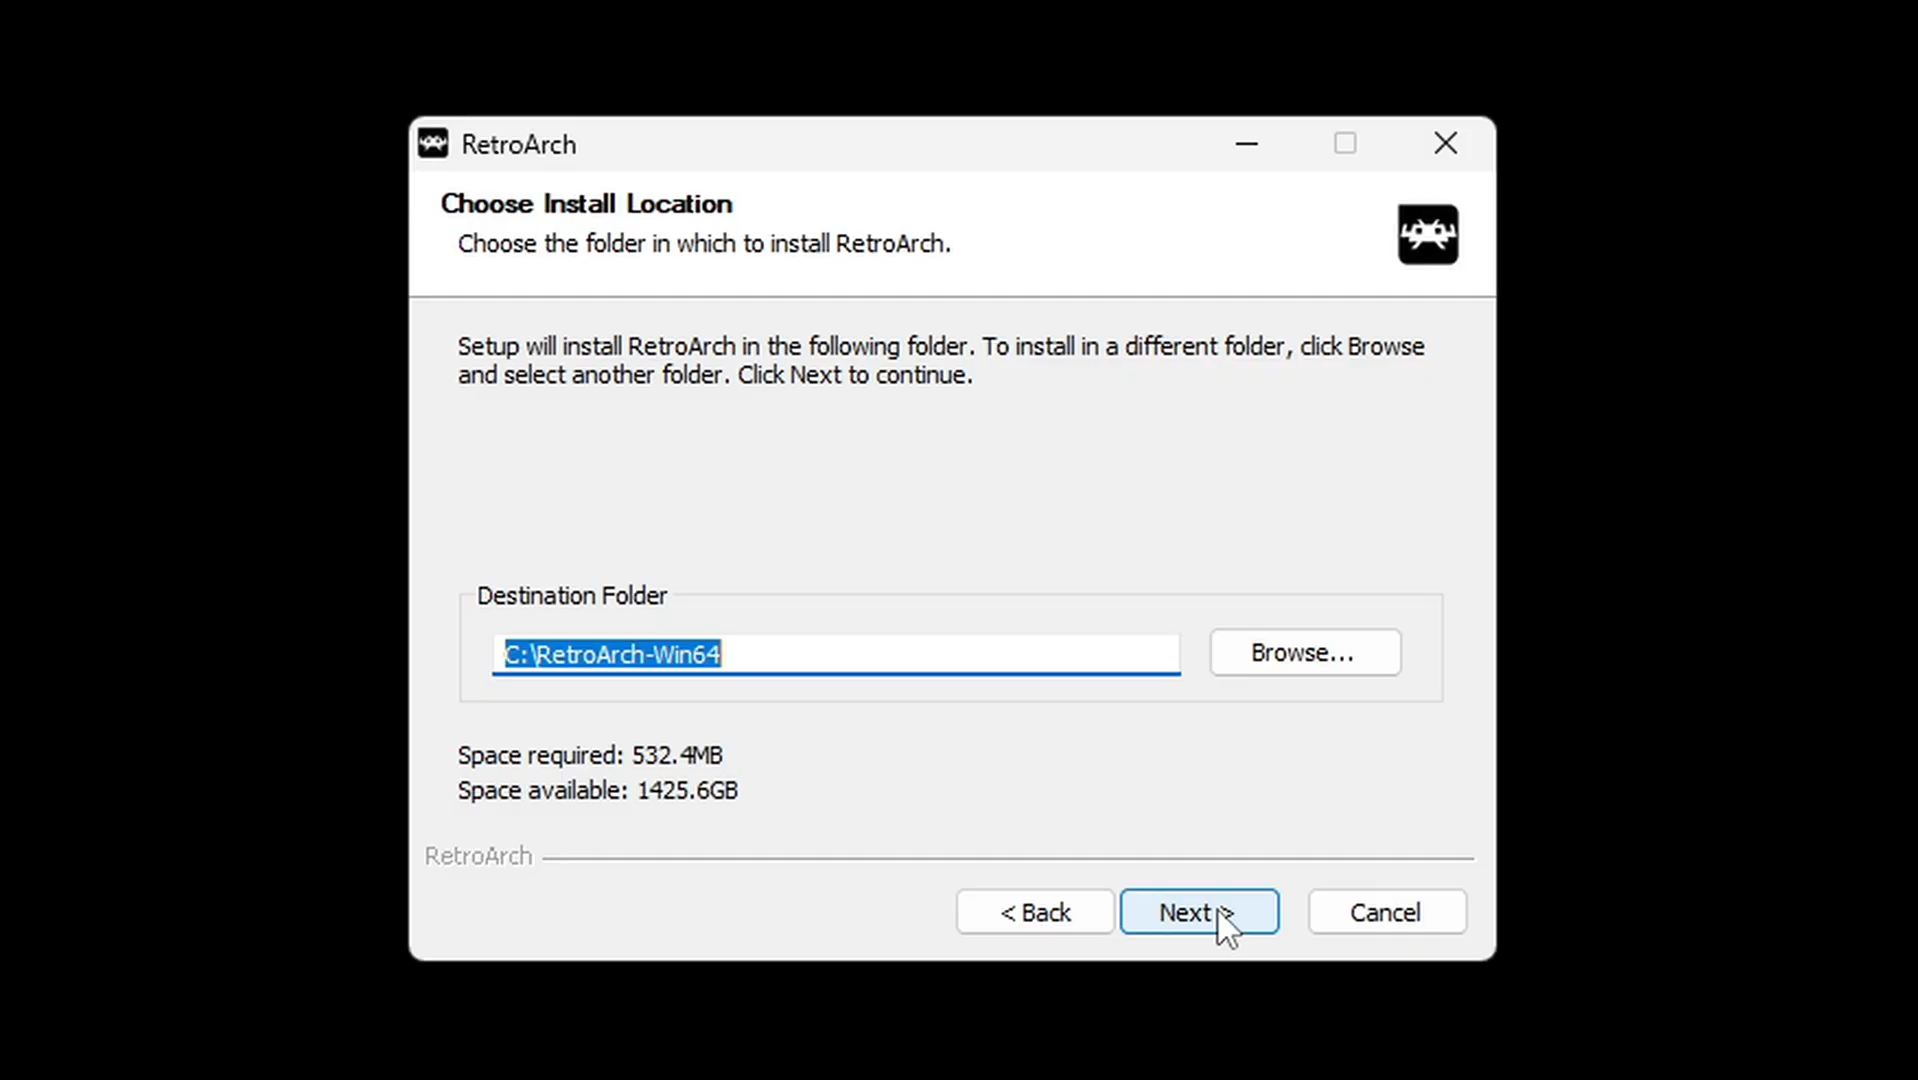 RetroArch
Choose Install Location
Choose the folder in which to install RetroArch.
Setup will install RetroArch in the following folder. To install in a different folder, click Browse
and select another folder. Click Next to continue.
Destination Folder
C:\RetroArch-Win64
Browse...
Space required: 532.4MB
Space available: 1425.6GB
RetroArch
< Back
Next >
Cancel